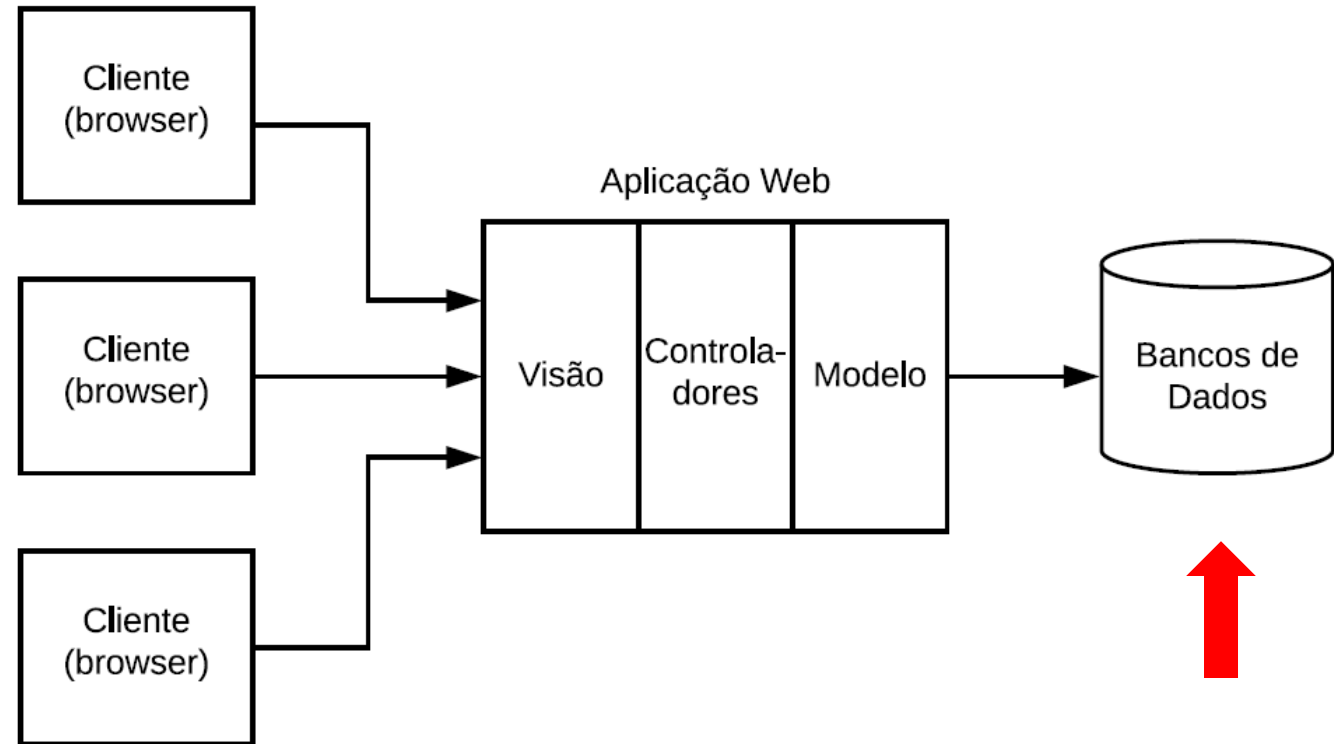 Cliente
(browser)
Aplicação Web
Cliente
(browser)
Visão
Controla-
dores
Modelo
Bancos de
Dados
Cliente
(browser)